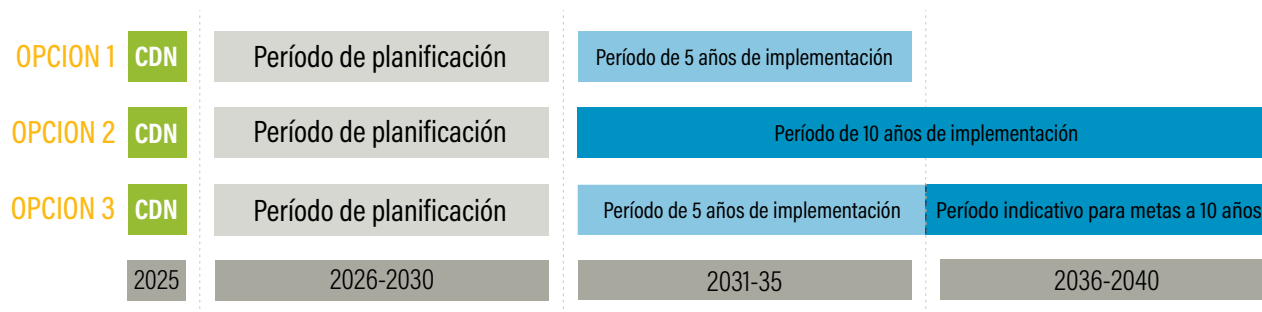 OPCION 1 CDN Período de planificación Período de 5 años de implementación
OPCION 2 CDN Período de planificación Período de 10 años de implementación
OPCION 3 CDN Período de planificación Período de 5 años de implementación Período indicativo para metas a 10 años
2025 2026-2030 2031-35 2036-2040